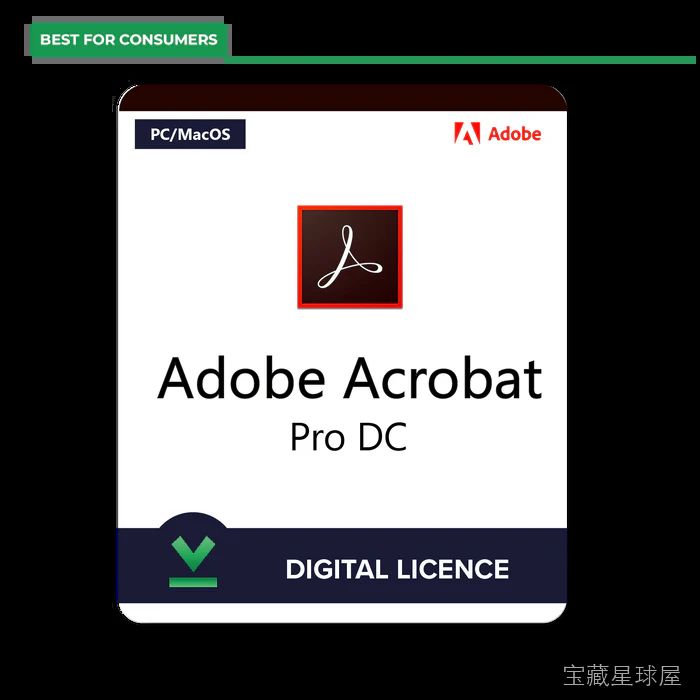 BEST FOR CONSUMERS
PC/MacOS
Adobe
Adobe Acrobat
Pro DC
DIGITAL LICENCE
宝藏星球屋